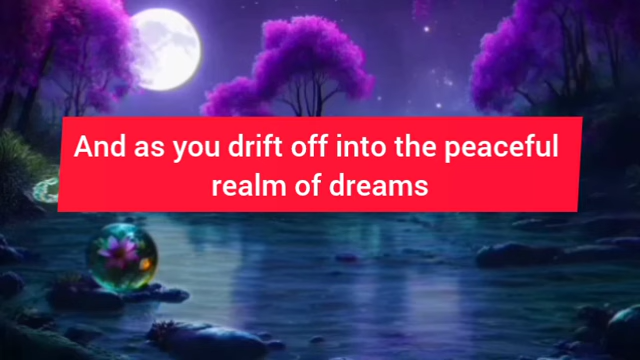 And as you drift off into the peaceful
realm of dreams